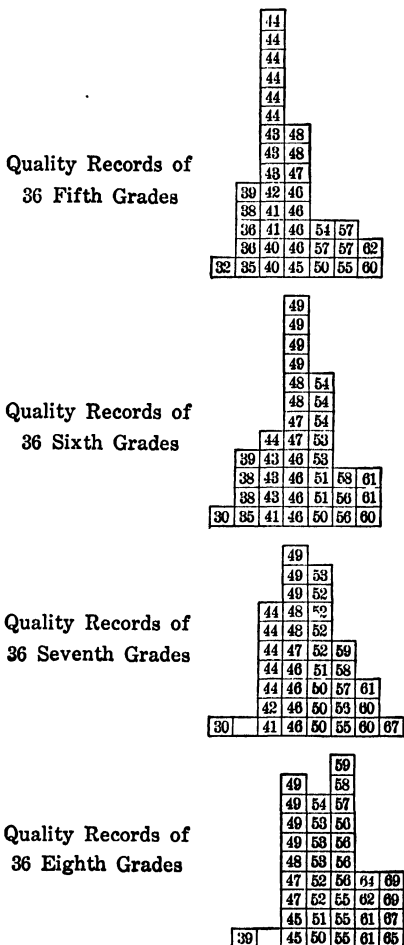 Quality Records of
36 Fifth Grades
44
44
44
44
44
44
43 48
43 48
43 47
39 42 46
38 41 46
36 41 46 54 57
36 40 46 57 57 62
32 35 40 45 50 55 60
Quality Records of
36 Sixth Grades
49
49
49
49
48 54
48 54
47 54
44 47 53
39 43 46 53
38 43 46 51 58 61
38 43 46 51 56 61
30 35 41 46 50 56 60
Quality Records of
36 Seventh Grades
49
49 53
49 52
44 48 52
44 48 52
44 47 52 59
44 46 51 58
44 46 50 57 61
42 46 50 56 60
30 41 46 50 55 60 67
Quality Records of
36 Eighth Grades
59
49 58
49 54 57
49 53 56
49 53 56
48 53 56
47 52 56 64 69
47 52 55 62 69
45 51 55 61 67
39 45 50 55 61 65